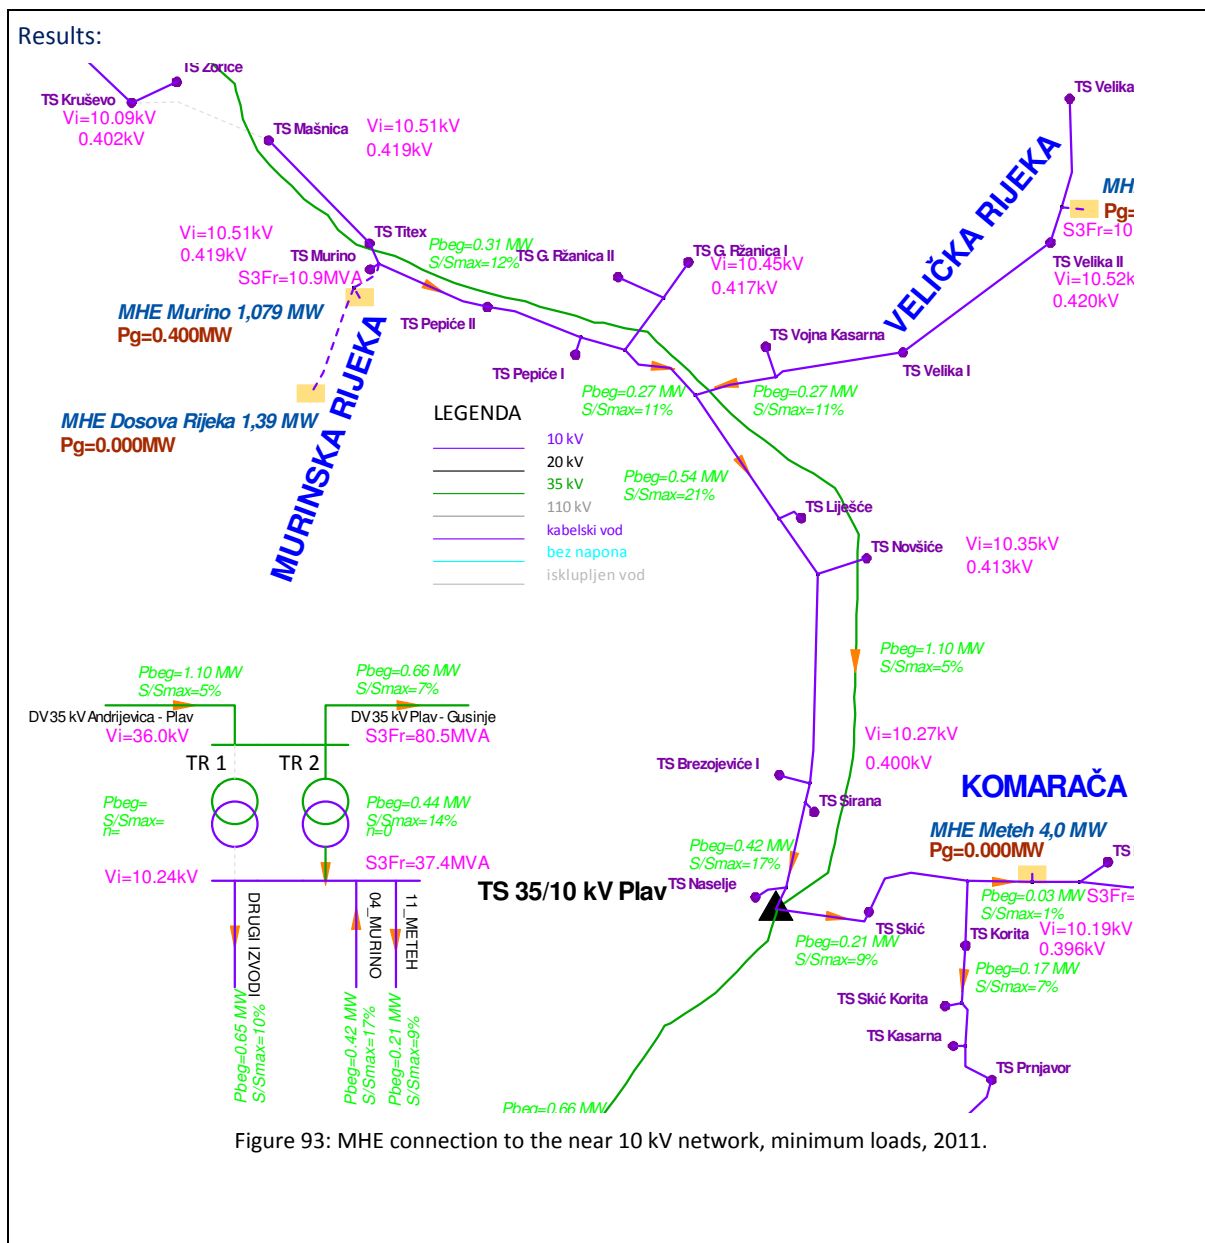 Results:
TS Zorice
TS Kruševo
Vi=10.09kV
0.402kV
TS Mašnica
Vi=10.51kV
0.419kV
TS Velika
VELIČKA RIJEKA
MH
Pg=
S3Fr=10
TS Velika II
Vi=10.52k
0.420kV
Vi=10.51kV
0.419kV
TS Titex
TS Murino
S3Fr=10.9MVA
Pbeg=0.31 MW
S/Smax=12%
TS G. Ržanica II
TS G. Ržanica I
Vi=10.45kV
0.417kV
MHE Murino 1,079 MW
Pg=0.400MW
TS Pepiće II
TS Pepiće I
TS Vojna Kasarna
TS Velika I
MHE Dosova Rijeka 1,39 MW
Pg=0.000MW
MURINSKA RIJEKA
Pbeg=0.27 MW
S/Smax=11%
Pbeg=0.27 MW
S/Smax=11%
LEGENDA
10 kV
20 kV
35 kV
110 kV
kabelski vod
bez napona
isklupljen vod
Pbeg=0.54 MW
S/Smax=21%
TS Liješće
TS Novšiće
Vi=10.35kV
0.413kV
Pbeg=1.10 MW
S/Smax=5%
Pbeg=0.66 MW
S/Smax=7%
Pbeg=1.10 MW
S/Smax=5%
DV 35 kV Andrijevica - Plav
DV 35 kV Plav - Gusinje
Vi=36.0kV
S3Fr=80.5MVA
TR 1
TR 2
Vi=10.27kV
0.400kV
TS Brezojeviće I
TS Sirana
KOMARAČA
Pbeg=
S/Smax=
n=
Pbeg=0.44 MW
S/Smax=14%
n=0
MHE Meteh 4,0 MW
Pg=0.000MW
TS
Pbeg=0.42 MW
S/Smax=17%
S3Fr=37.4MVA
Vi=10.24kV
TS 35/10 kV Plav
TS Naselje
TS Skić
Pbeg=0.03 MW
S/Smax=1%
S3Fr=
Vi=10.19kV
0.396kV
TS Korita
Pbeg=0.21 MW
S/Smax=9%
Pbeg=0.17 MW
S/Smax=7%
TS Skić Korita
TS Kasarna
TS Prnjavor
DRUGI IZVODI
04_MURINO
11_METEH
Pbeg=0.65 MW
S/Smax=10%
Pbeg=0.42 MW
S/Smax=17%
Pbeg=0.21 MW
S/Smax=9%
Pbeg=0.66 MW
Figure 93: MHE connection to the near 10 kV network, minimum loads, 2011.